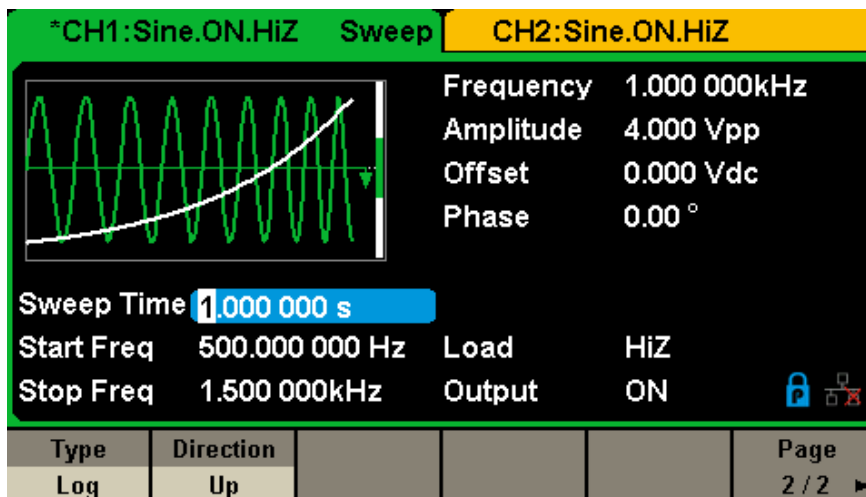 *CH1:Sine.ON.HiZ Sweep CH2:Sine.ON.HiZ
Frequency 1.000 000kHz
Amplitude 4.000 Vpp
Offset 0.000 Vdc
Phase 0.00 °
Sweep Time 1.000 000 s
Start Freq 500.000 000 Hz Load HiZ
Stop Freq 1.500 000kHz Output ON
Type Direction Page
Log Up 2 / 2